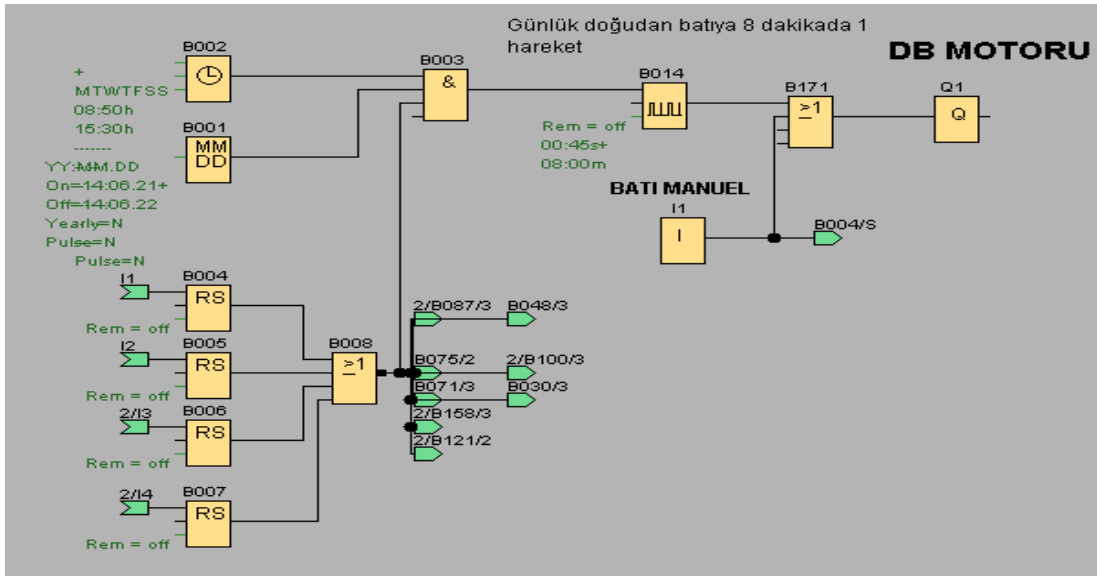 Günlük doğudan batıya 8 dakikada 1
hareket
DB MOTORU
B002
+
MTWTFSS
08:50h
15:30h
-------
B003
&
B014
Rem = off
00:45s+
08:00m
B171
≥1
Q1
Q
B001
MM
DD
YY:MM.DD
On=14:06.21+
Off=14:06.22
Yearly=N
Pulse=N
Pulse=N
BATI MANUEL
I1
I
B004/S
I1
B004
RS
Rem = off
I2
B005
RS
Rem = off
2/I3
B006
RS
Rem = off
2/I4
B007
RS
Rem = off
B008
≥1
2/B087/3
B048/3
B075/2
2/B100/3
B071/3
B030/3
2/B158/3
2/B121/2